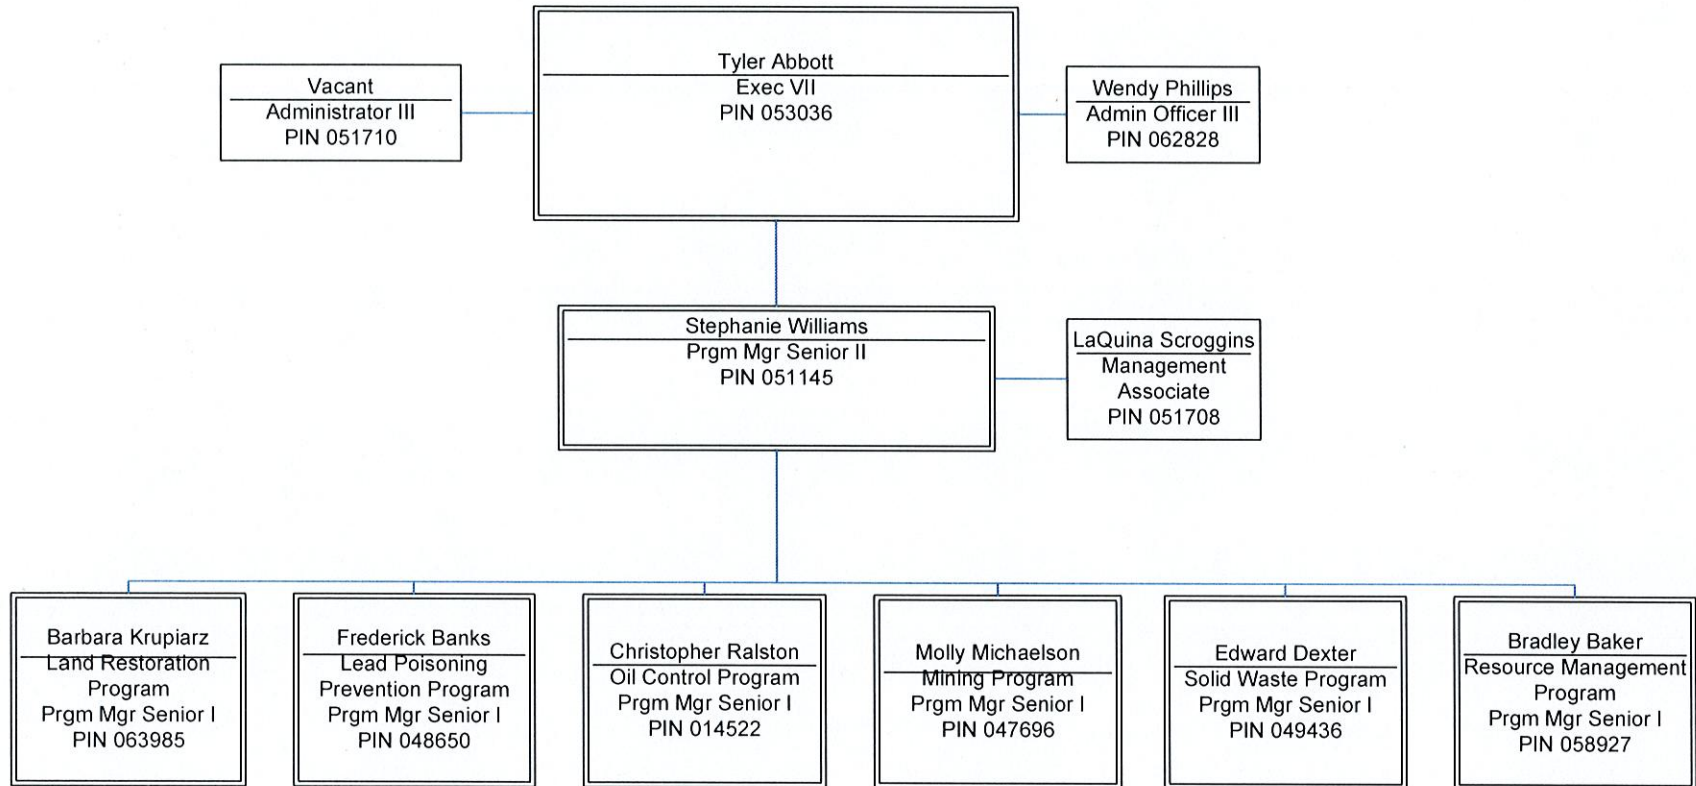 Tyler Abbott
Exec VII
PIN 053036
Vacant
Administrator III
PIN 051710
Wendy Phillips
Admin Officer III
PIN 062828
Stephanie Williams
Prgm Mgr Senior II
PIN 051145
LaQuina Scroggins
Management
Associate
PIN 051708
Barbara Krupiarz
Land Restoration
Program
Prgm Mgr Senior I
PIN 063985
Frederick Banks
Lead Poisoning
Prevention Program
Prgm Mgr Senior I
PIN 048650
Christopher Ralston
Oil Control Program
Prgm Mgr Senior I
PIN 014522
Molly Michaelson
Mining Program
Prgm Mgr Senior I
PIN 047696
Edward Dexter
Solid Waste Program
Prgm Mgr Senior I
PIN 049436
Bradley Baker
Resource Management
Program
Prgm Mgr Senior I
PIN 058927